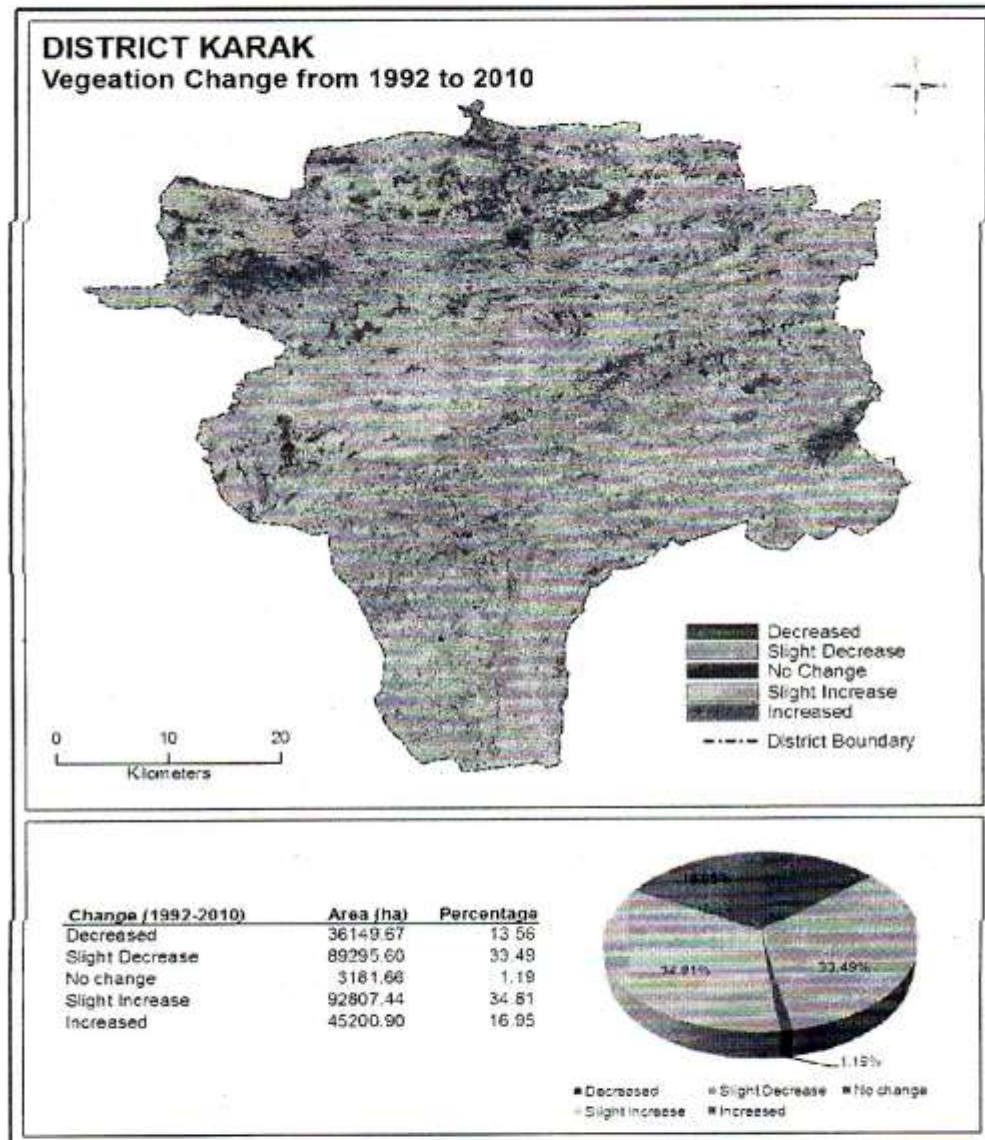 DISTRICT KARAK
Vegeation Change from 1992 to 2010
Decreased
Slight Decrease
No Change
Slight Increase
Increased
District Boundary
0 10 20
Kilometers
Change (1992-2010) Area (ha) Percentage
Decreased 36149.67 13.56
Slight Decrease 89295.60 33.49
No change 3181.66 1.19
Slight Increase 92807.44 34.81
Increased 45200.90 16.95
34.81%
33.49%
1.19%
Decreased Slight Decrease No change
Slight Increase Increased